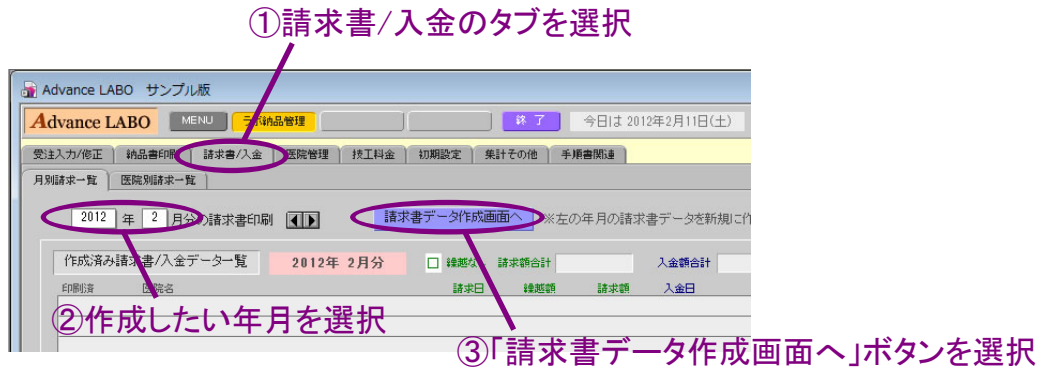 ①請求書/入金のタブを選択
Advance LABO サンプル版
Advance LABO MENU ラボ納品管理 終 了 今日は 2012年2月11日(土)
受注入力/修正 納品書印刷 請求書/入金 医院管理 技工料金 初期設定 集計その他 手順書関連
月別請求一覧 医院別請求一覧
2012 年 2 月分の請求書印刷 請求書データ作成画面へ ※左の年月の請求書データを新規に作
作成済み請求書/入金データ一覧 2012年 2月分 繰越な 請求額合計 入金額合計
印刷済 医院名 請求日 繰越額 請求額 入金日
②作成したい年月を選択
③「請求書データ作成画面へ」ボタンを選択